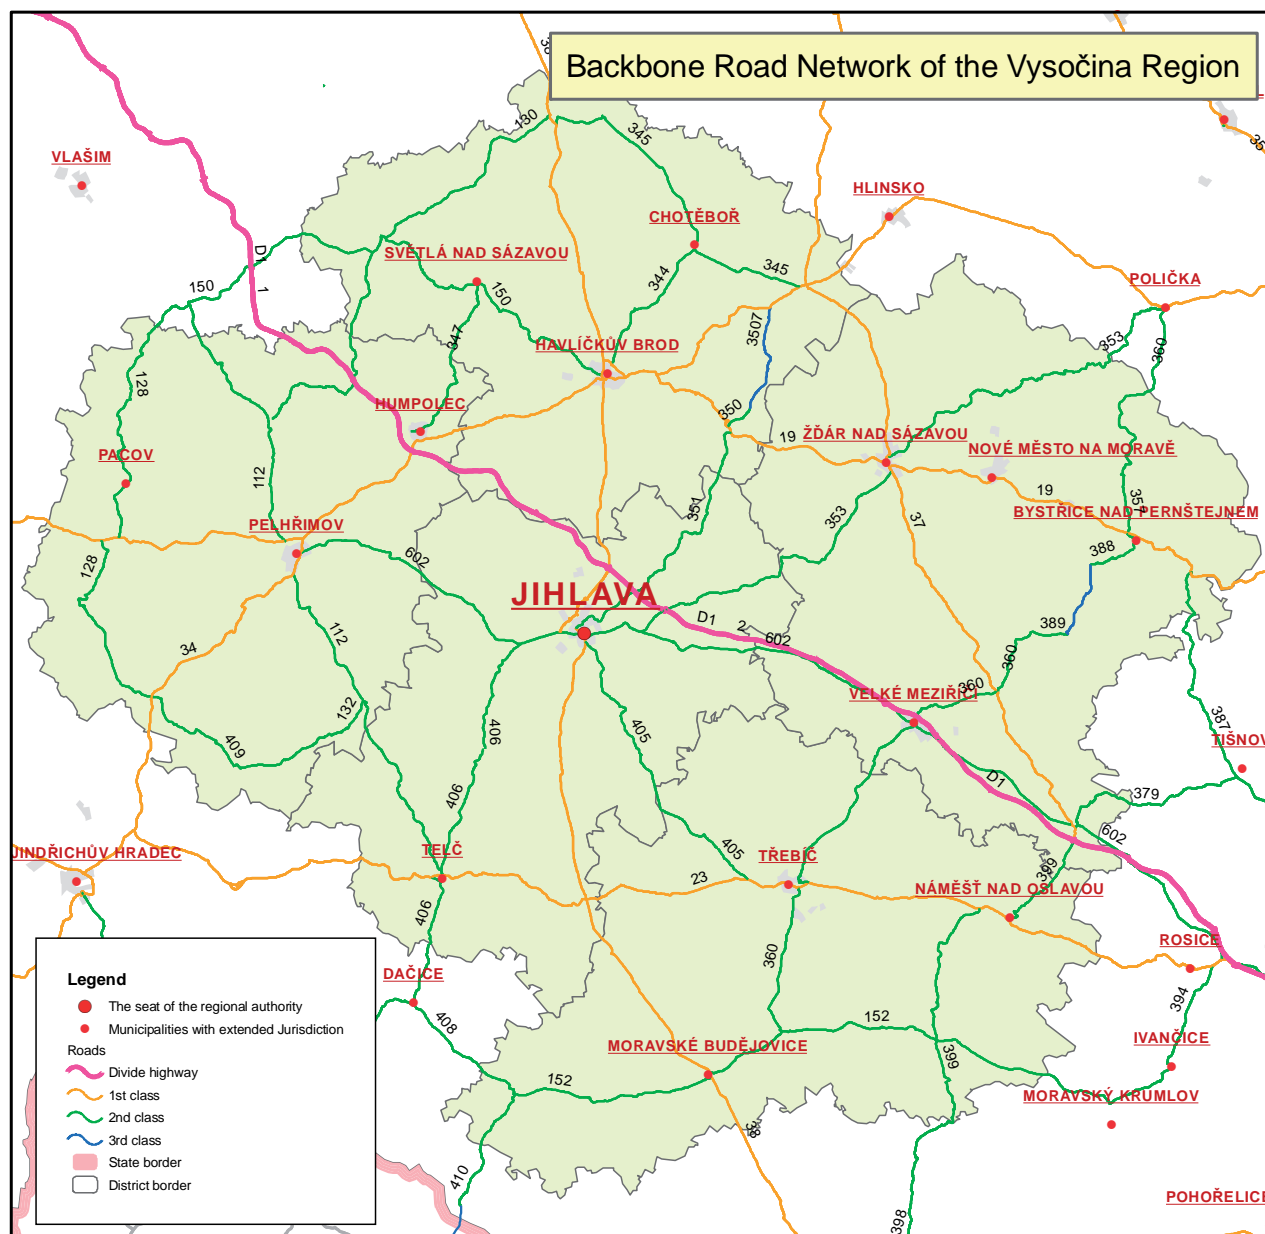 Backbone Road Network of the Vysočina Region
38
130
345
35
VLAŠIM
HLINSKO
CHOTĚBOŘ
D1
1
SVĚTLÁ NAD SÁZAVOU
344
345
150
150
POLIČKA
347
3507
HAVLÍČKŮV BROD
353
360
128
HUMPOLEC
350
19
ŽĎÁR NAD SÁZAVOU
NOVÉ MĚSTO NA MORAVĚ
PACOV
112
19
357
351
353
37
BYSTŘICE NAD PERNŠTEJNEM
PELHŘIMOV
602
388
128
JIHLAVA
D1
2
602
389
112
34
360
360
VELKÉ MEZIŘÍČÍ
132
406
405
387
409
TIŠNOV
406
D1
379
602
JINDŘICHŮV HRADEC
TELČ
405
TŘEBÍČ
399
23
NÁMĚŠŤ NAD OSLAVOU
406
360
ROSICE
DAČICE
394
408
152
IVANČICE
MORAVSKÉ BUDĚJOVICE
399
152
MORAVSKÝ KRUMLOV
38
410
398
POHOŘELICE
Legend
The seat of the regional authority
Municipalities with extended Jurisdiction
Roads
Divide highway
1st class
2nd class
3rd class
State border
District border